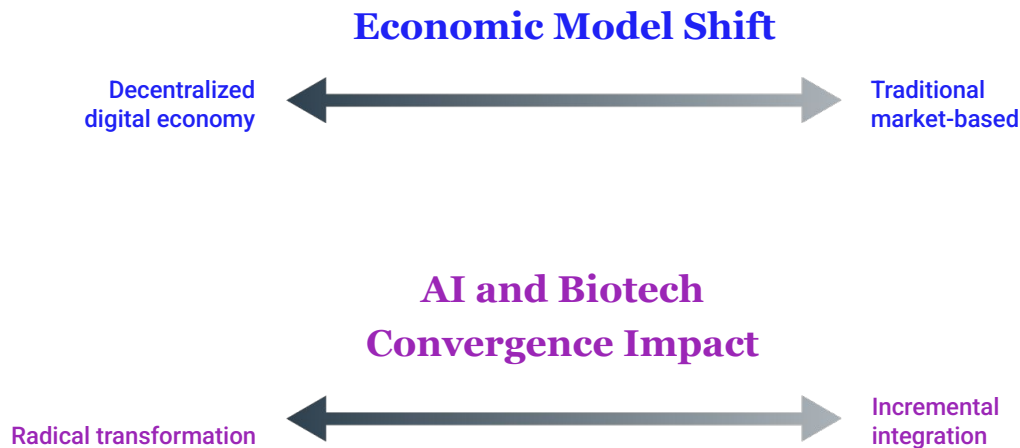 Economic Model Shift
Decentralized
digital economy
Traditional
market-based
AI and Biotech
Convergence Impact
Radical transformation
Incremental
integration